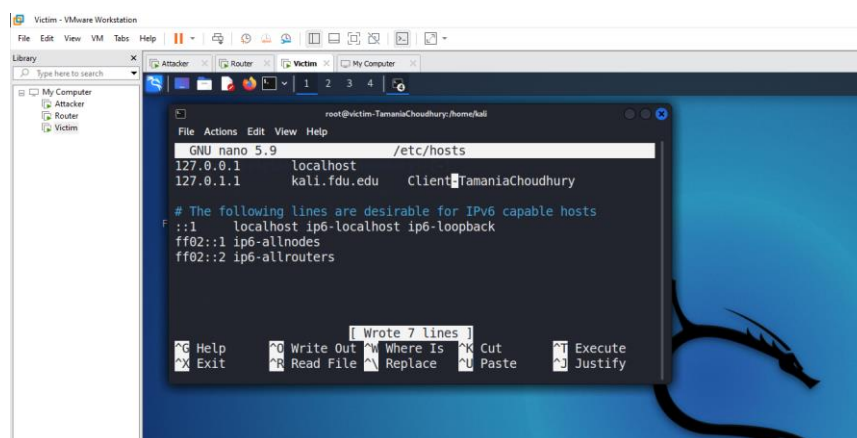 Victim - VMware Workstation
File Edit View VM Tabs Help
Library
Type here to search
My Computer
Attacker
Router
Victim
Attacker Router Victim My Computer
1 2 3 4
root@victim-TamaniaChoudhury:/home/kali
File Actions Edit View Help
GNU nano 5.9 /etc/hosts
127.0.0.1 localhost
127.0.1.1 kali.fdu.edu Client-TamaniaChoudhury
# The following lines are desirable for IPv6 capable hosts
::1 localhost ip6-localhost ip6-loopback
ff02::1 ip6-allnodes
ff02::2 ip6-allrouters
[ Wrote 7 lines ]
^G Help ^O Write Out ^W Where Is ^K Cut ^T Execute
^X Exit ^R Read File ^\ Replace ^U Paste ^J Justify